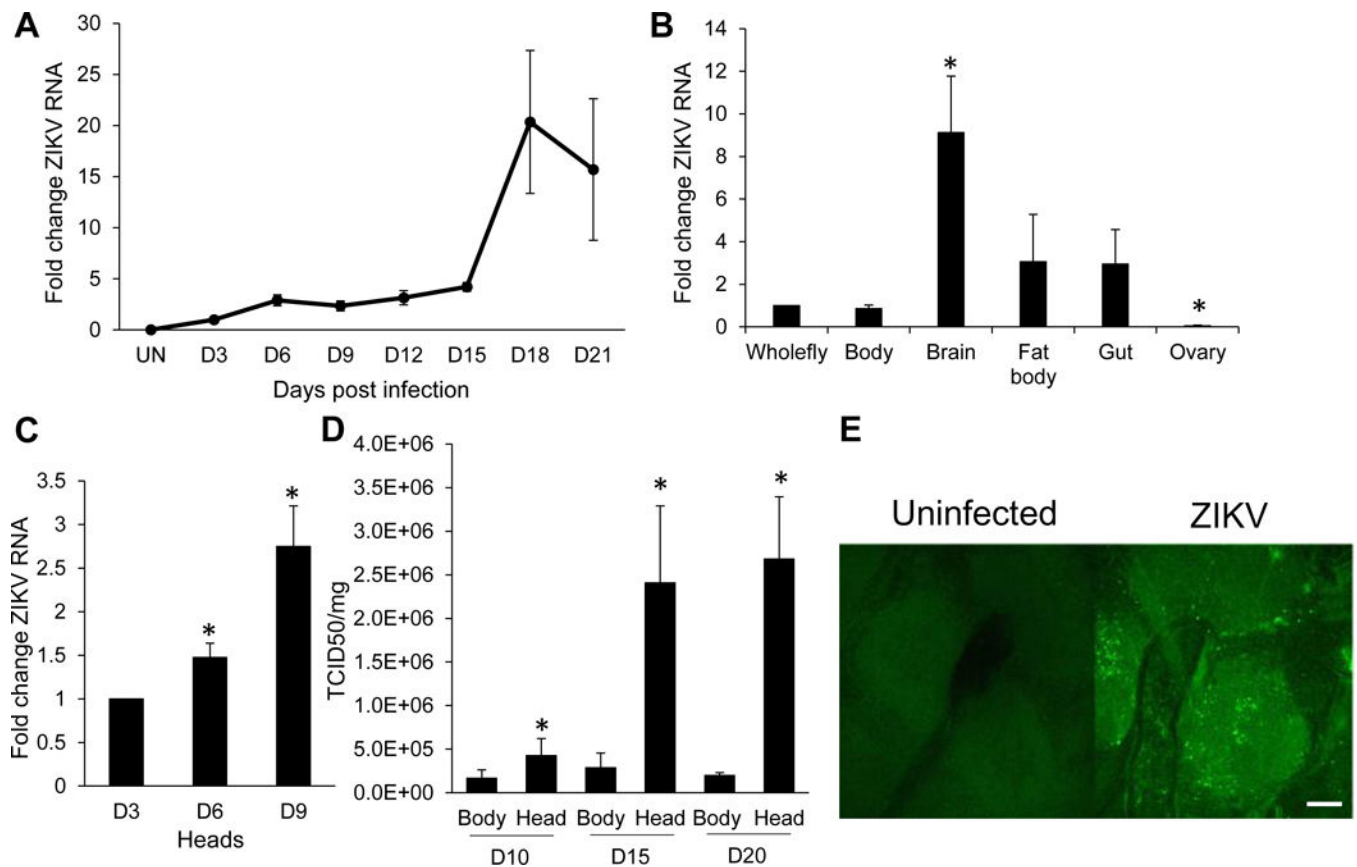 A
Fold change ZIKV RNA
30
25
20
15
10
5
0
UN D3 D6 D9 D12 D15 D18 D21
Days post infection
B
Fold change ZIKV RNA
14
12
10
8
6
4
2
0
*
*
Wholefly Body Brain Fat body Gut Ovary
C
Fold change ZIKV RNA
3.5
3
2.5
2
1.5
1
0.5
0
*
*
D3 D6 D9
Heads
D
TCID50/mg
4.0E+06
3.5E+06
3.0E+06
2.5E+06
2.0E+06
1.5E+06
1.0E+06
5.0E+05
0.0E+00
*
*
*
Body Head Body Head Body Head
D10 D15 D20
E
Uninfected ZIKV